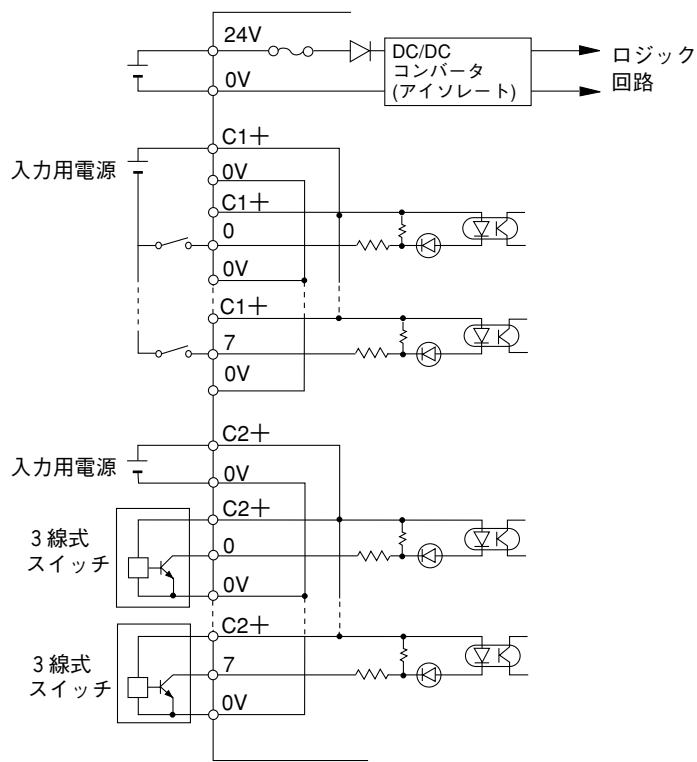 24V
DC/DC
コンバータ
(アイソレート)
ロジック
回路
0V
C1+
入力用電源
0V
C1+
0
0V
C1+
7
0V
C2+
入力用電源
0V
C2+
3線式
スイッチ
0
0V
C2+
3線式
スイッチ
7
0V